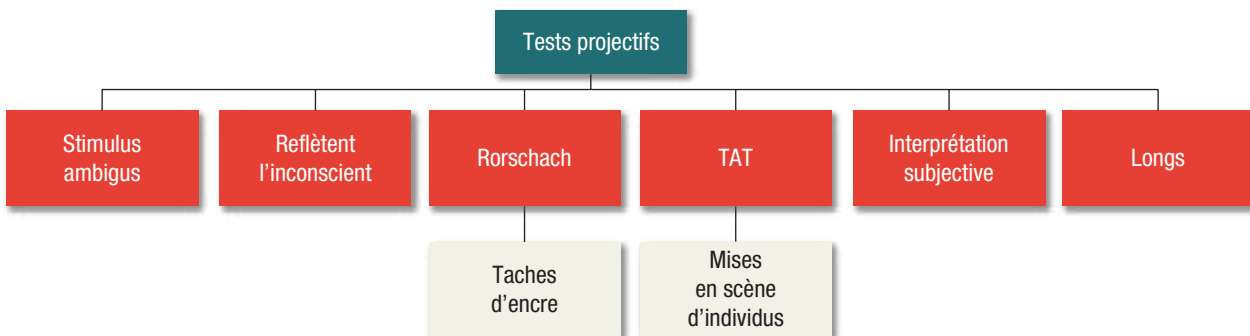 Tests projectifs
Stimulus
ambigus
Reflètent
l’inconscient
Rorschach
TAT
Interprétation
subjective
Longs
Taches
d’encre
Mises
en scène
d’individus